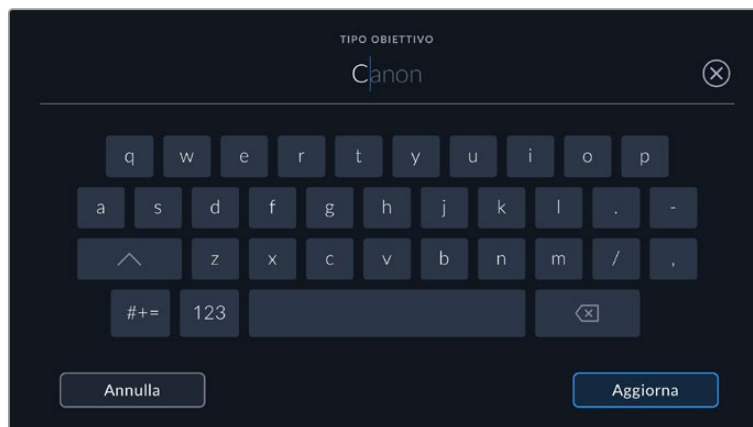 TIPO OBIETTIVO
Canon
q w e r t y u i o p
a s d f g h j k l . -
z x c v b n m / ,
#+= 123
Annulla Aggiorna